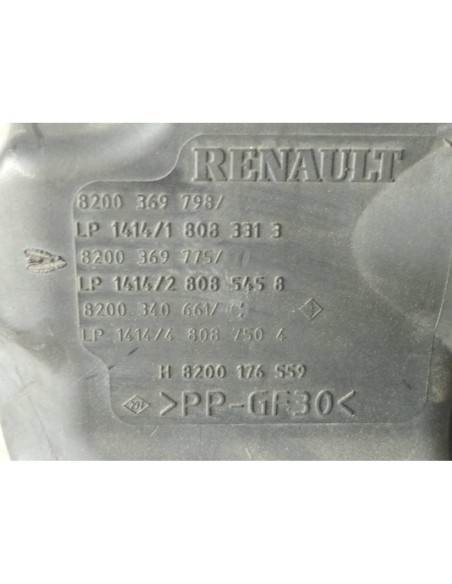 RENAULT
8200 369 798/
LP 1414/1 808 331 3
8200 369 775/
LP 1414/2 808 545 8
8200 340 661/
LP 1414/4 808 750 4
H 8200 176 559
>PP-GF30<